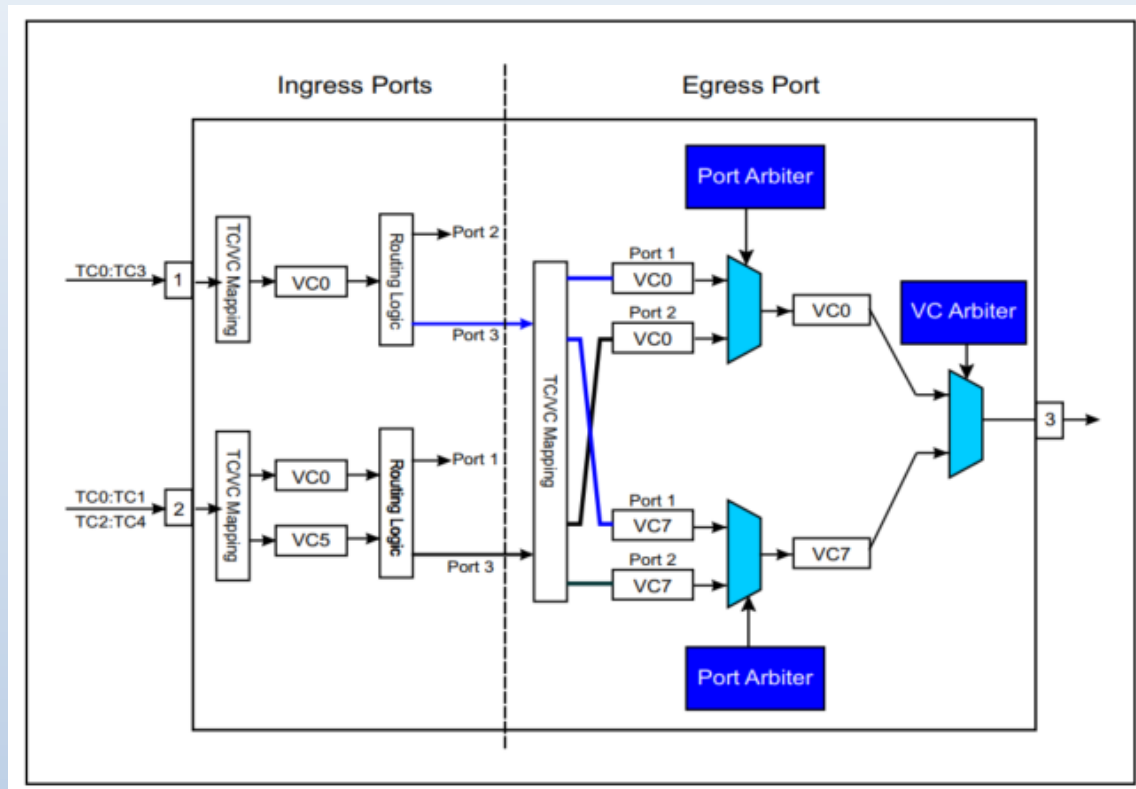 Ingress Ports
Egress Port
Port Arbiter
TC0:TC3
1
TC/VC Mapping
VC0
Routing Logic
Port 2
Port 3
TC0:TC1
TC2:TC4
2
TC/VC Mapping
VC0
VC5
Routing Logic
Port 1
Port 3
TC/VC Mapping
Port 1
VC0
Port 2
VC0
VC0
Port 1
VC7
Port 2
VC7
VC7
VC Arbiter
3
Port Arbiter